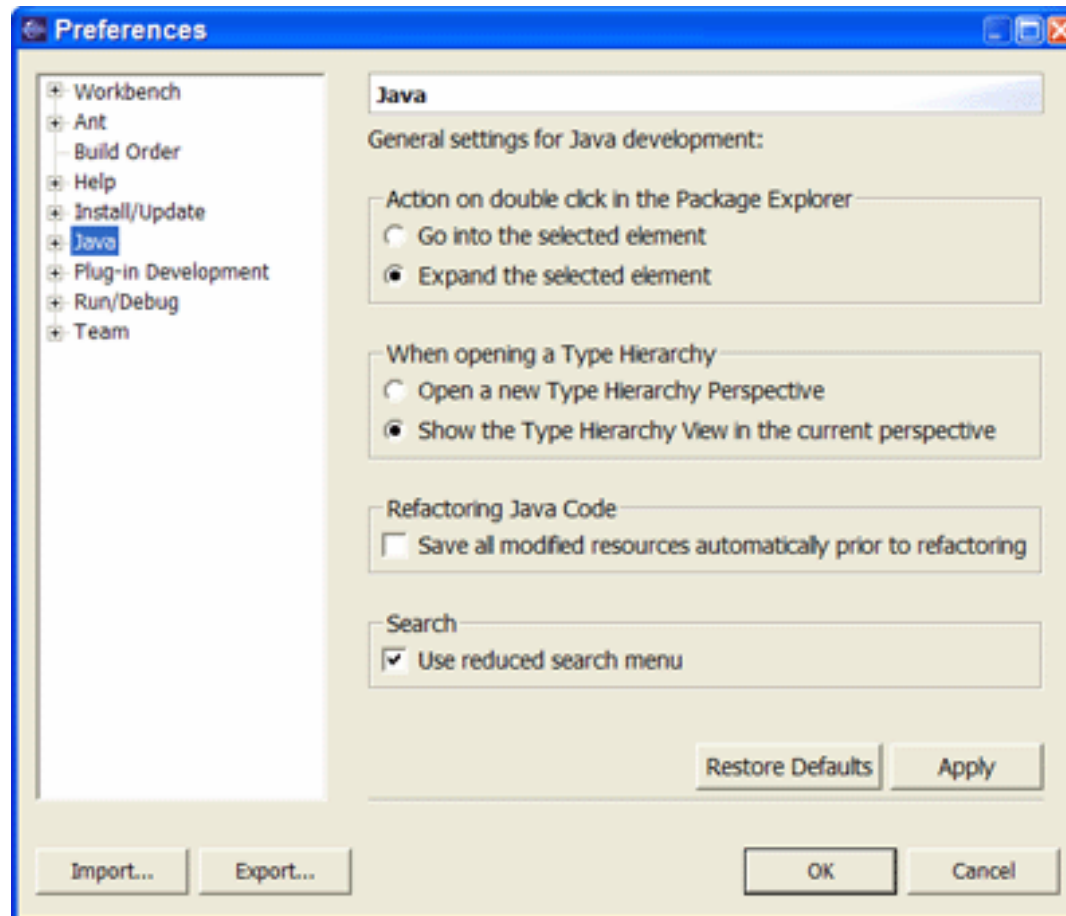 Preferences
Workbench
Ant
Build Order
Help
Install/Update
Java
Plug-in Development
Run/Debug
Team
Java
General settings for Java development:
Action on double click in the Package Explorer
Go into the selected element
Expand the selected element
When opening a Type Hierarchy
Open a new Type Hierarchy Perspective
Show the Type Hierarchy View in the current perspective
Refactoring Java Code
Save all modified resources automatically prior to refactoring
Search
Use reduced search menu
Restore Defaults
Apply
Import...
Export...
OK
Cancel